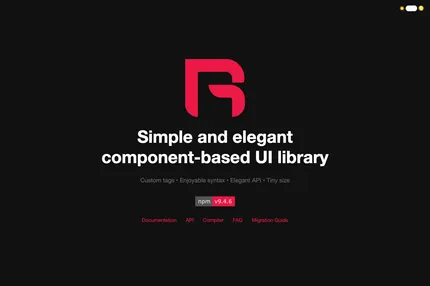 Simple and elegant
component-based UI library
Custom tags • Enjoyable syntax • Elegant API • Tiny size
npm v9.4.6
Documentation API Compiler FAQ Migration Guide